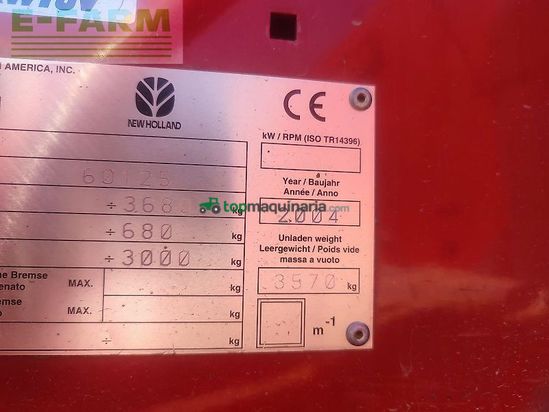 E-FARM
AMERICA, INC.
NEW HOLLAND
CE
kW / RPM (ISO TR14396)
60125
Year / Baujahr
Année / Anno
÷ 368 kg
2004
topmaquinaria.com
÷ 680 kg
Unladen weight
Leergewicht / Poids vide
massa a vuoto
÷ 3000 kg
3570 kg
ne Bremse
enato MAX. kg
mse
o MAX. kg
m-1
÷ kg